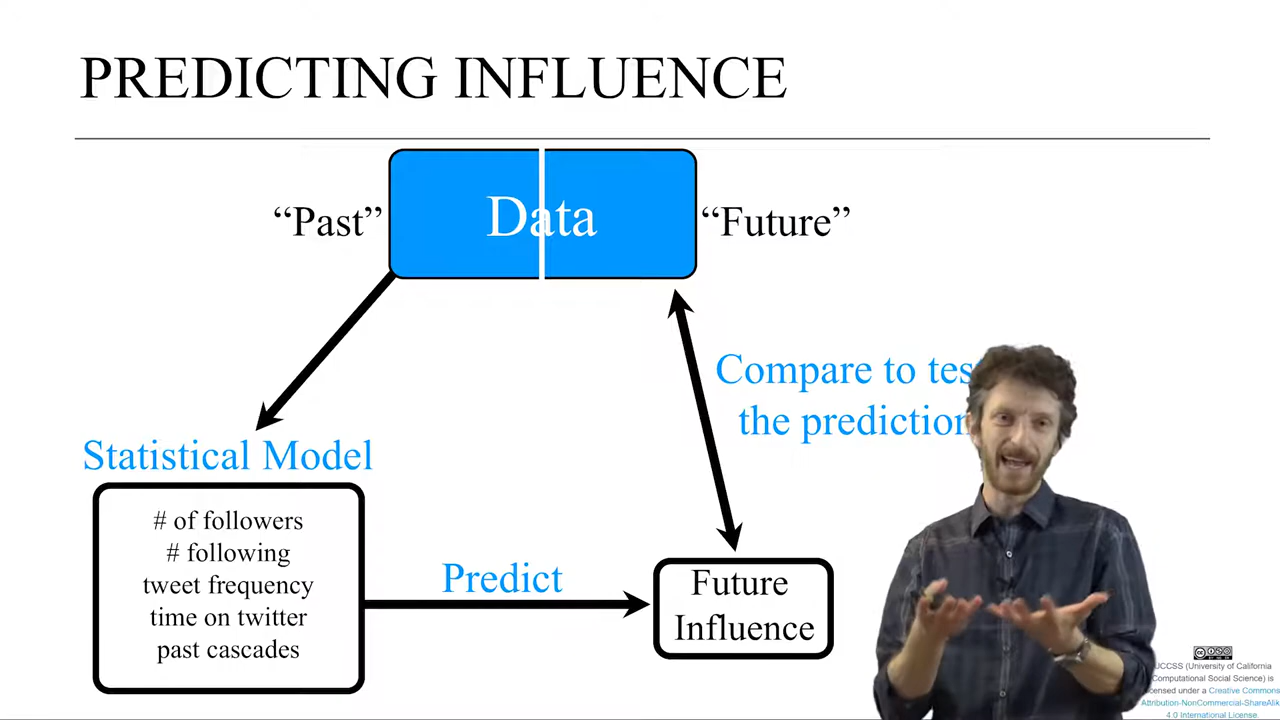 PREDICTING INFLUENCE
“Past”
Data
“Future”
Compare to tes
the prediction
Statistical Model
# of followers
# following
tweet frequency
time on twitter
past cascades
Predict
Future
Influence
UCCSS (University of California
Computational Social Science) is
licensed under a Creative Commons
Attribution-NonCommercial-ShareAlik
4.0 International License.